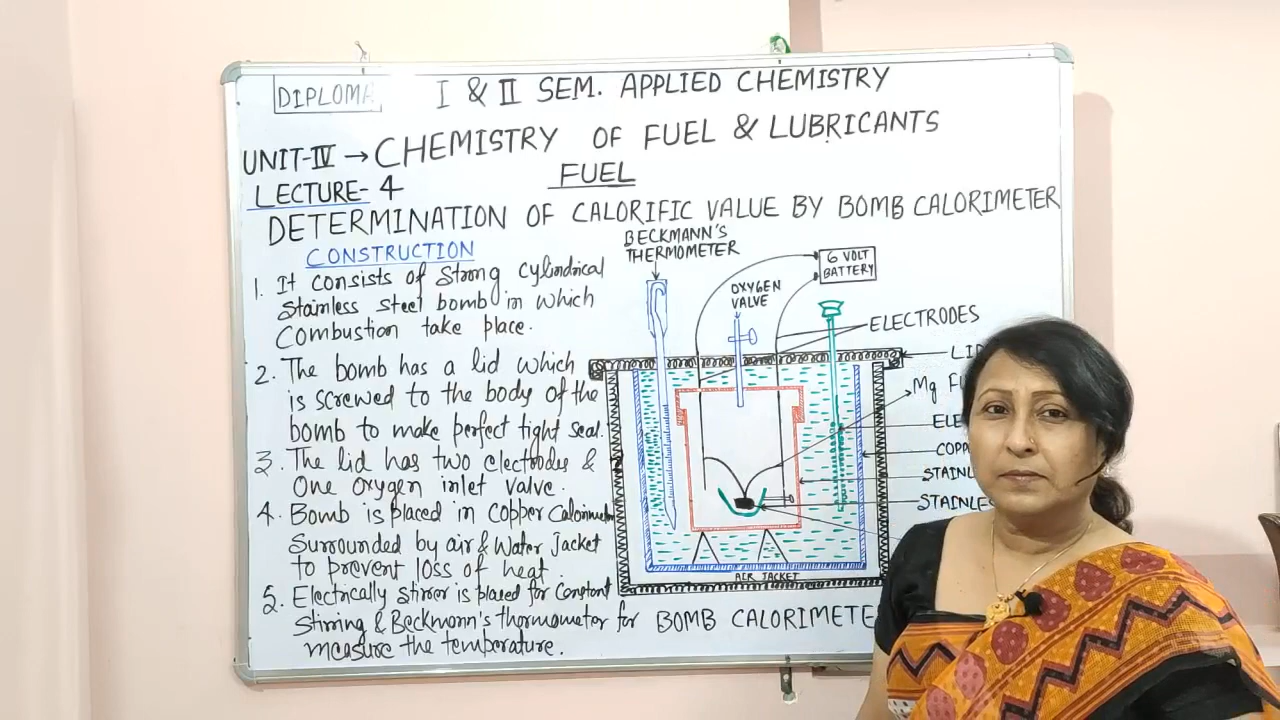 DIPLOMA
I & II SEM. APPLIED CHEMISTRY
UNIT-IV → CHEMISTRY OF FUEL & LUBRICANTS
LECTURE- 4
FUEL
DETERMINATION OF CALORIFIC VALUE BY BOMB CALORIMETER
CONSTRUCTION
1. It consists of strong cylindrical
stainless steel bomb in which
Combustion take place.
2. The bomb has a lid which
is screwed to the body of the
bomb to make perfect tight seal.
3. The lid has two electrodes &
One oxygen inlet valve.
4. Bomb is placed in copper Calorimeter
Surrounded by air & Water Jacket
to prevent loss of heat
5. Electrically stirrer is placed for Constant
Stirring & Beckmann's thermometer for
measure the temperature.
BECKMANN'S
THERMOMETER
OXYGEN
VALVE
6 VOLT
BATTERY
ELECTRODES
LID
Mg
STAINLES
AIR JACKET
BOMB CALORIMETE